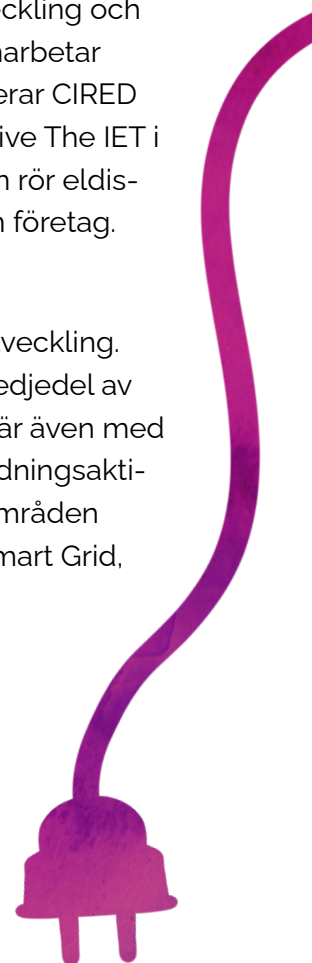 eckling och
narbetar
erar CIRED
ive The IET i
n rör eldis-
n företag.
tveckling.
edjedel av
är även med
dningsakti-
mråden
mart Grid,